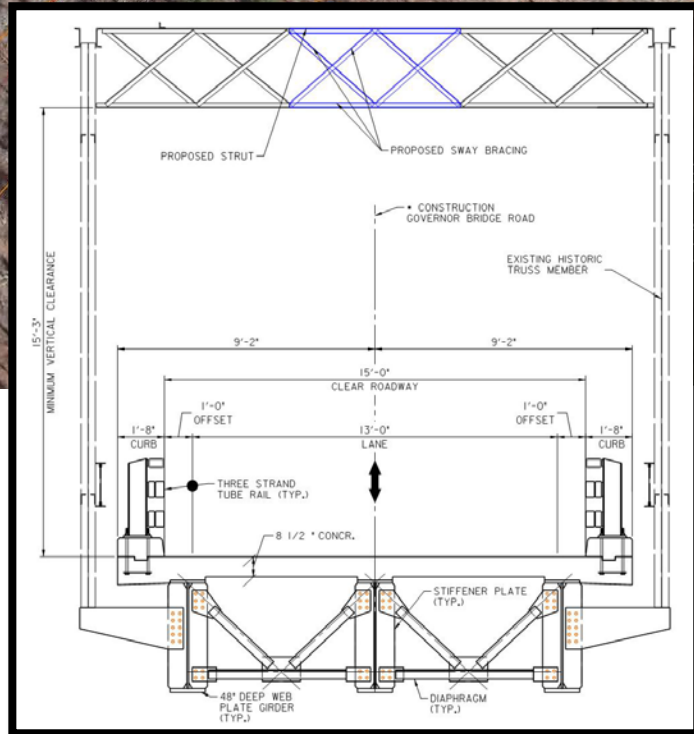 PROPOSED STRUT
PROPOSED SWAY BRACING
* CONSTRUCTION
GOVERNOR BRIDGE ROAD
EXISTING HISTORIC
TRUSS MEMBER
15'-3"
MINIMUM VERTICAL CLEARANCE
9'-2"
9'-2"
15'-0"
CLEAR ROADWAY
1'-8"
CURB
1'-0"
OFFSET
13'-0"
LANE
1'-0"
OFFSET
1'-8"
CURB
THREE STRAND
TUBE RAIL (TYP.)
8 1/2 " CONCR.
STIFFENER PLATE
(TYP.)
48" DEEP WEB
PLATE GIRDER
(TYP.)
DIAPHRAGM
(TYP.)